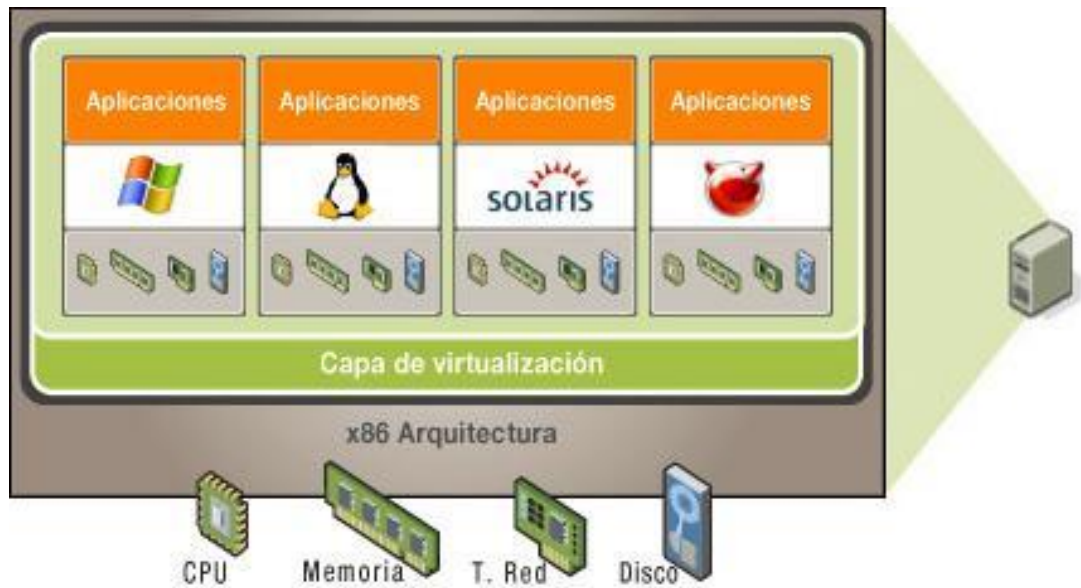 Aplicaciones Aplicaciones Aplicaciones Aplicaciones
solaris
Capa de virtualización
x86 Arquitectura
CPU Memoria T. Red Disco